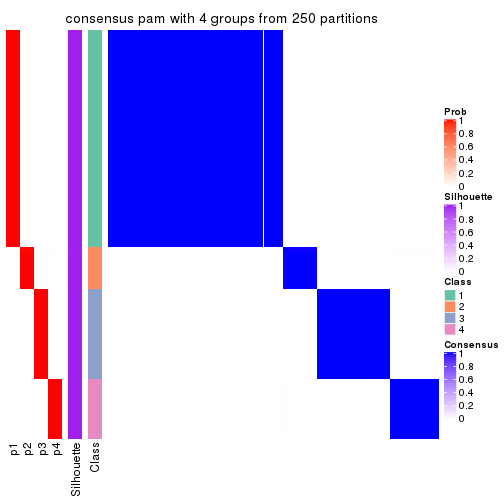 consensus pam with 4 groups from 250 partitions
Prob
1
0.8
0.6
0.4
0.2
0
Silhouette
1
0.8
0.6
0.4
0.2
0
Class
1
2
3
4
Consensus
1
0.8
0.6
0.4
0.2
0
p1
p2
p3
p4
Silhouette
Class